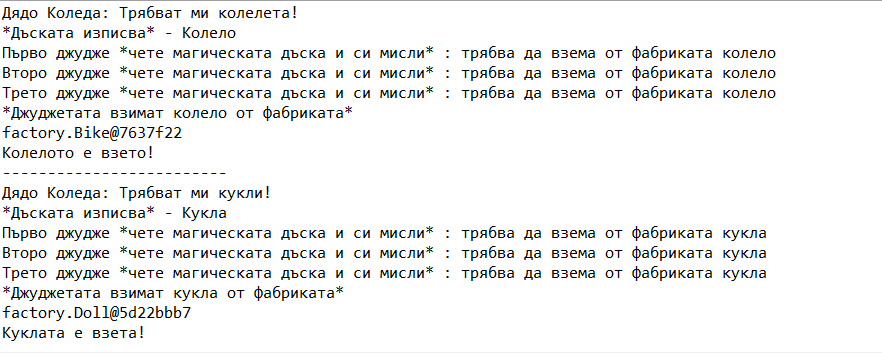 Дядо Коледа: Трябват ми колелета!
*Дъската изписва* - Колело
Първо джудже *чете магическата дъска и си мисли* : трябва да взема от фабриката колело
Второ джудже *чете магическата дъска и си мисли* : трябва да взема от фабриката колело
Трето джудже *чете магическата дъска и си мисли* : трябва да взема от фабриката колело
*Джуджетата взимат колело от фабриката*
factory.Bike@7637f22
Колелото е взето!
-------------------------
Дядо Коледа: Трябват ми кукли!
*Дъската изписва* - Кукла
Първо джудже *чете магическата дъска и си мисли* : трябва да взема от фабриката кукла
Второ джудже *чете магическата дъска и си мисли* : трябва да взема от фабриката кукла
Трето джудже *чете магическата дъска и си мисли* : трябва да взема от фабриката кукла
*Джуджетата взимат кукла от фабриката*
factory.Doll@5d22bbb7
Куклата е взета!